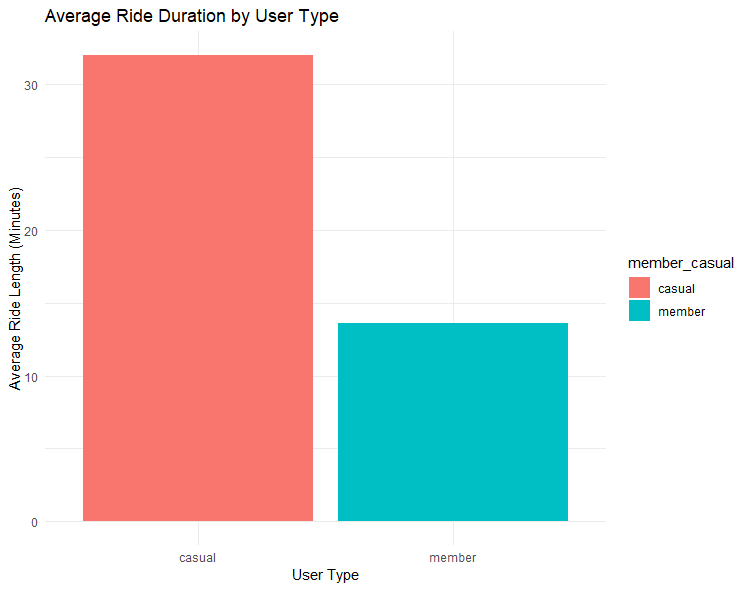 Average Ride Duration by User Type
Average Ride Length (Minutes)
30
20
10
0
casual
member
User Type
member_casual
casual
member